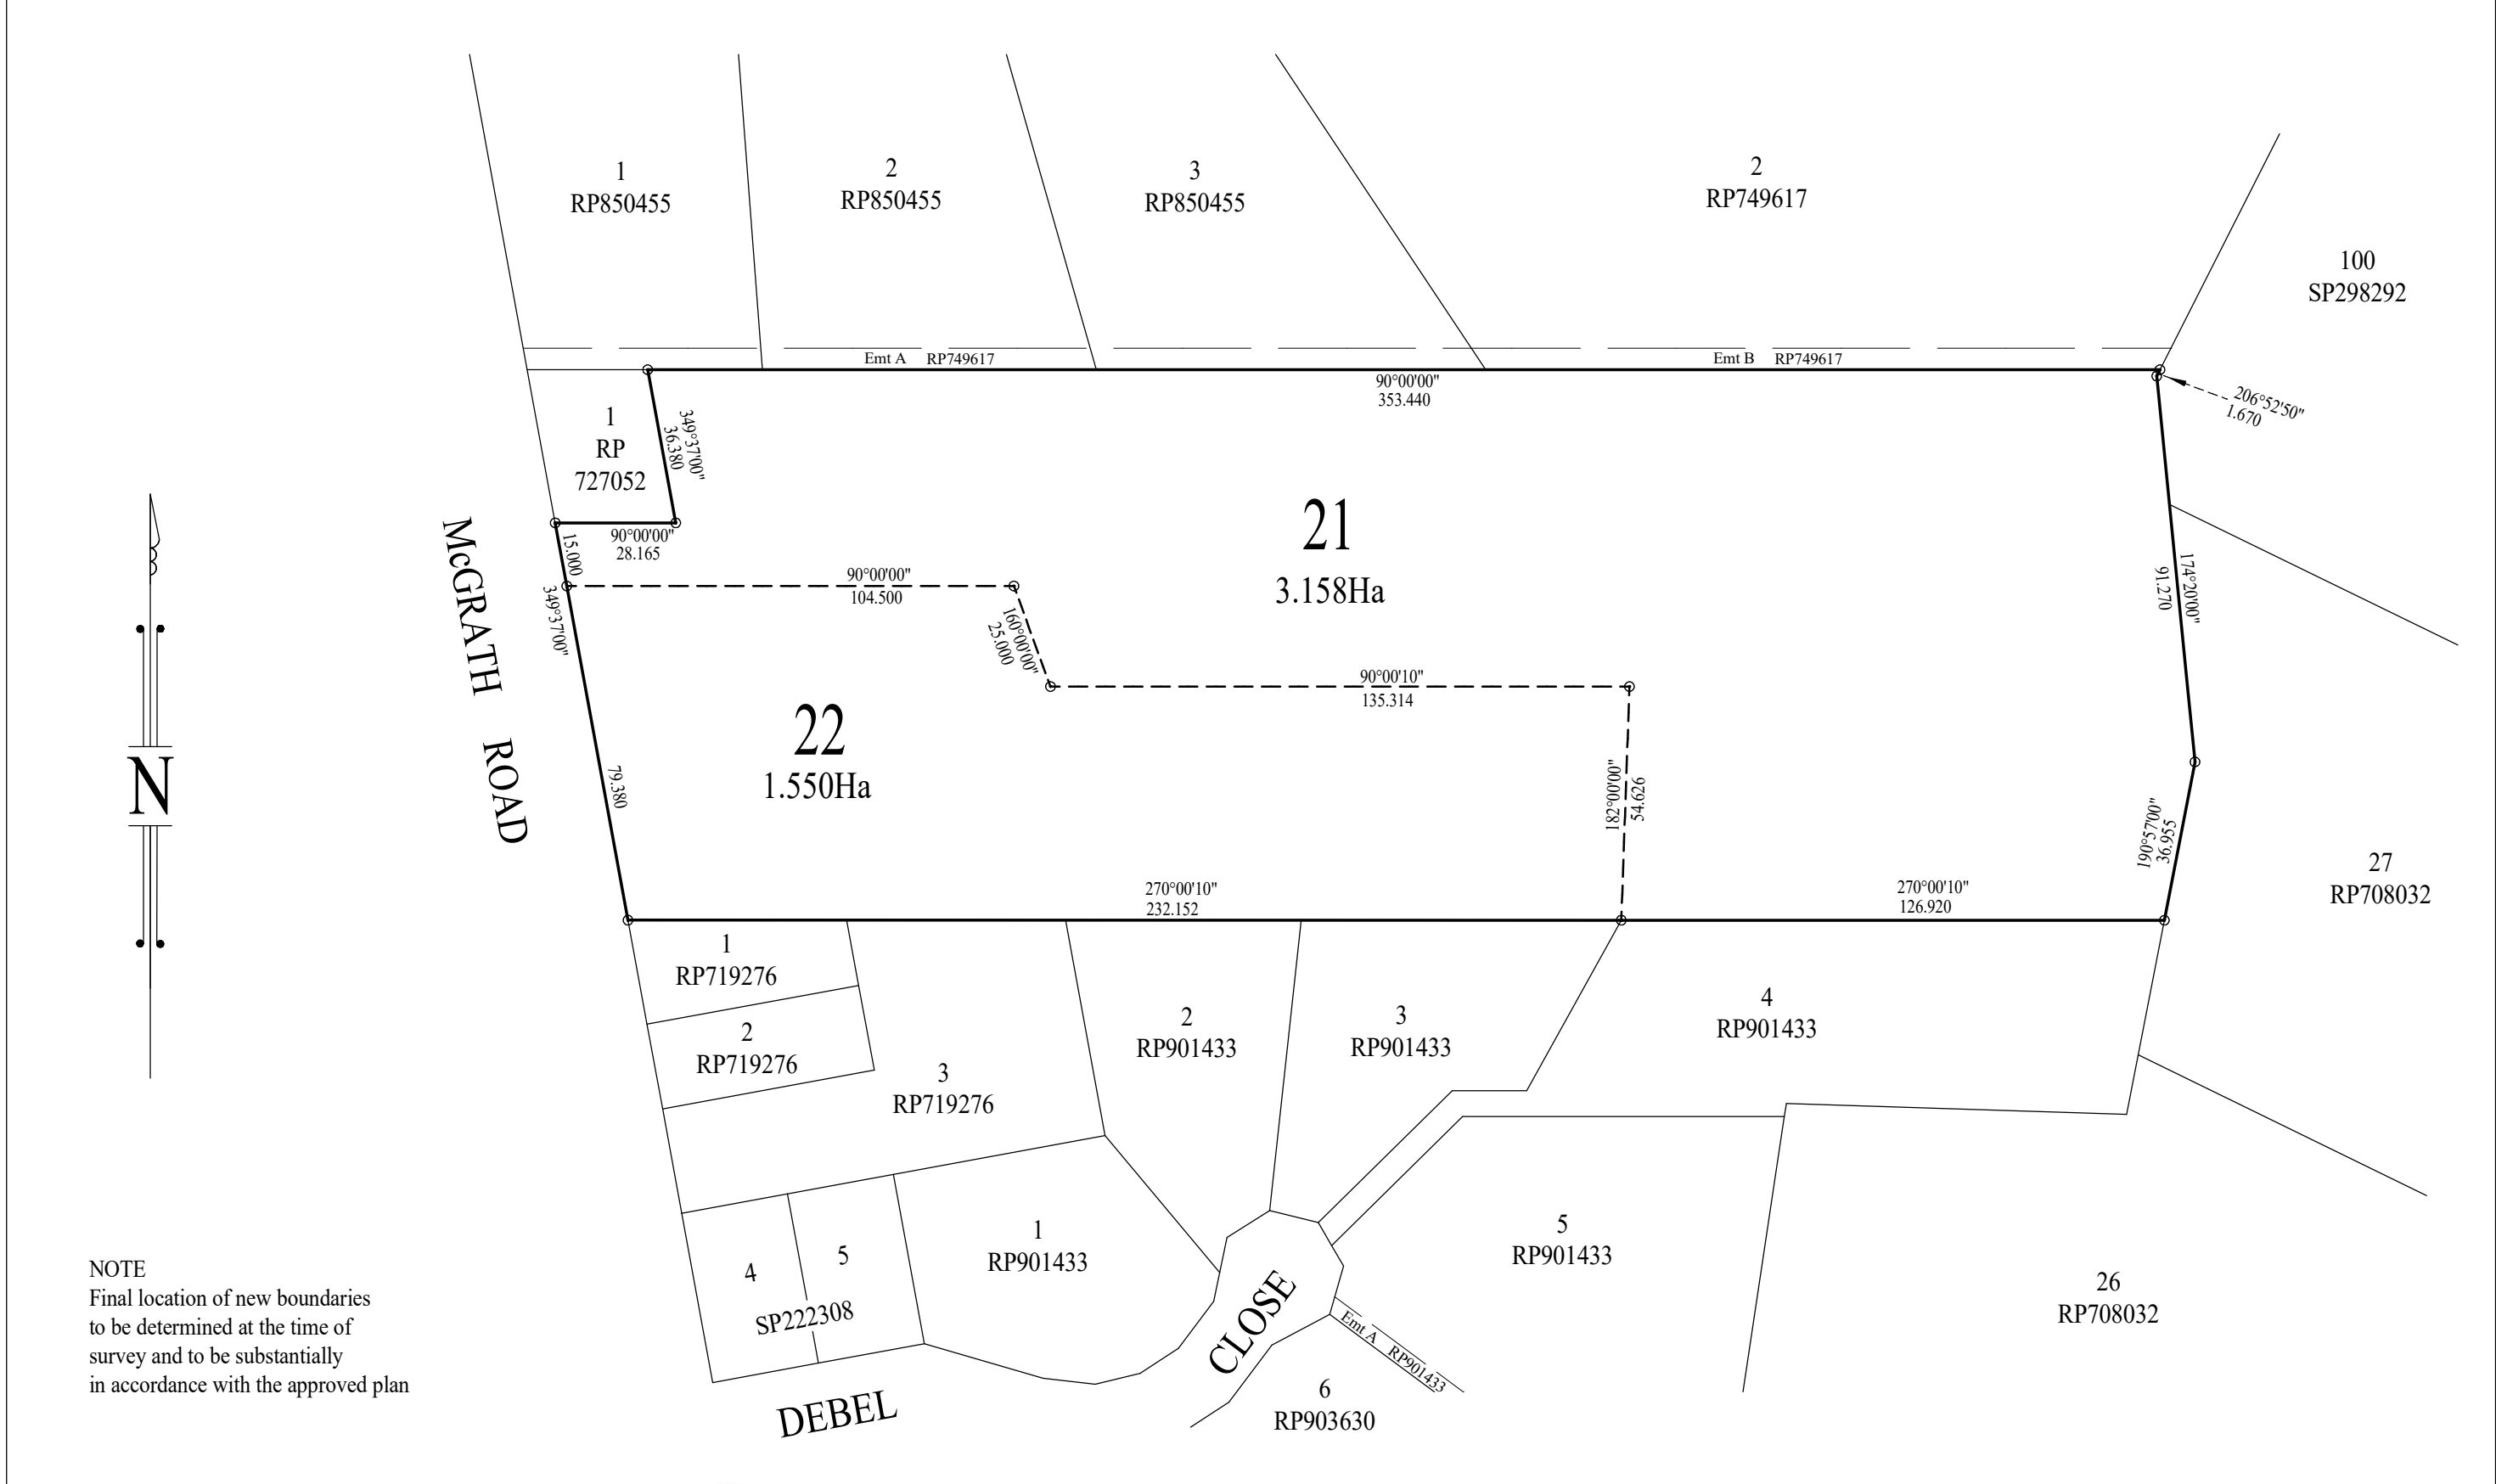 1
RP850455
2
RP850455
3
RP850455
2
RP749617
100
SP298292
Emt A RP749617
Emt B RP749617
90°00'00"
353.440
206°52'50"
1.670
1
RP
727052
349°37'00"
36.380
90°00'00"
28.165
15.000
349°37'00"
79.380
McGRATH ROAD
21
3.158Ha
90°00'00"
104.500
160°00'00"
25.000
90°00'10"
135.314
174°20'00"
91.270
22
1.550Ha
182°00'00"
54.626
190°57'00"
36.955
N
270°00'10"
232.152
270°00'10"
126.920
27
RP708032
1
RP719276
2
RP719276
3
RP719276
2
RP901433
3
RP901433
4
RP901433
1
RP901433
5
RP901433
4
5
SP222308
26
RP708032
CLOSE
DEBEL
Emt A RP901433
6
RP903630
NOTE
Final location of new boundaries
to be determined at the time of
survey and to be substantially
in accordance with the approved plan